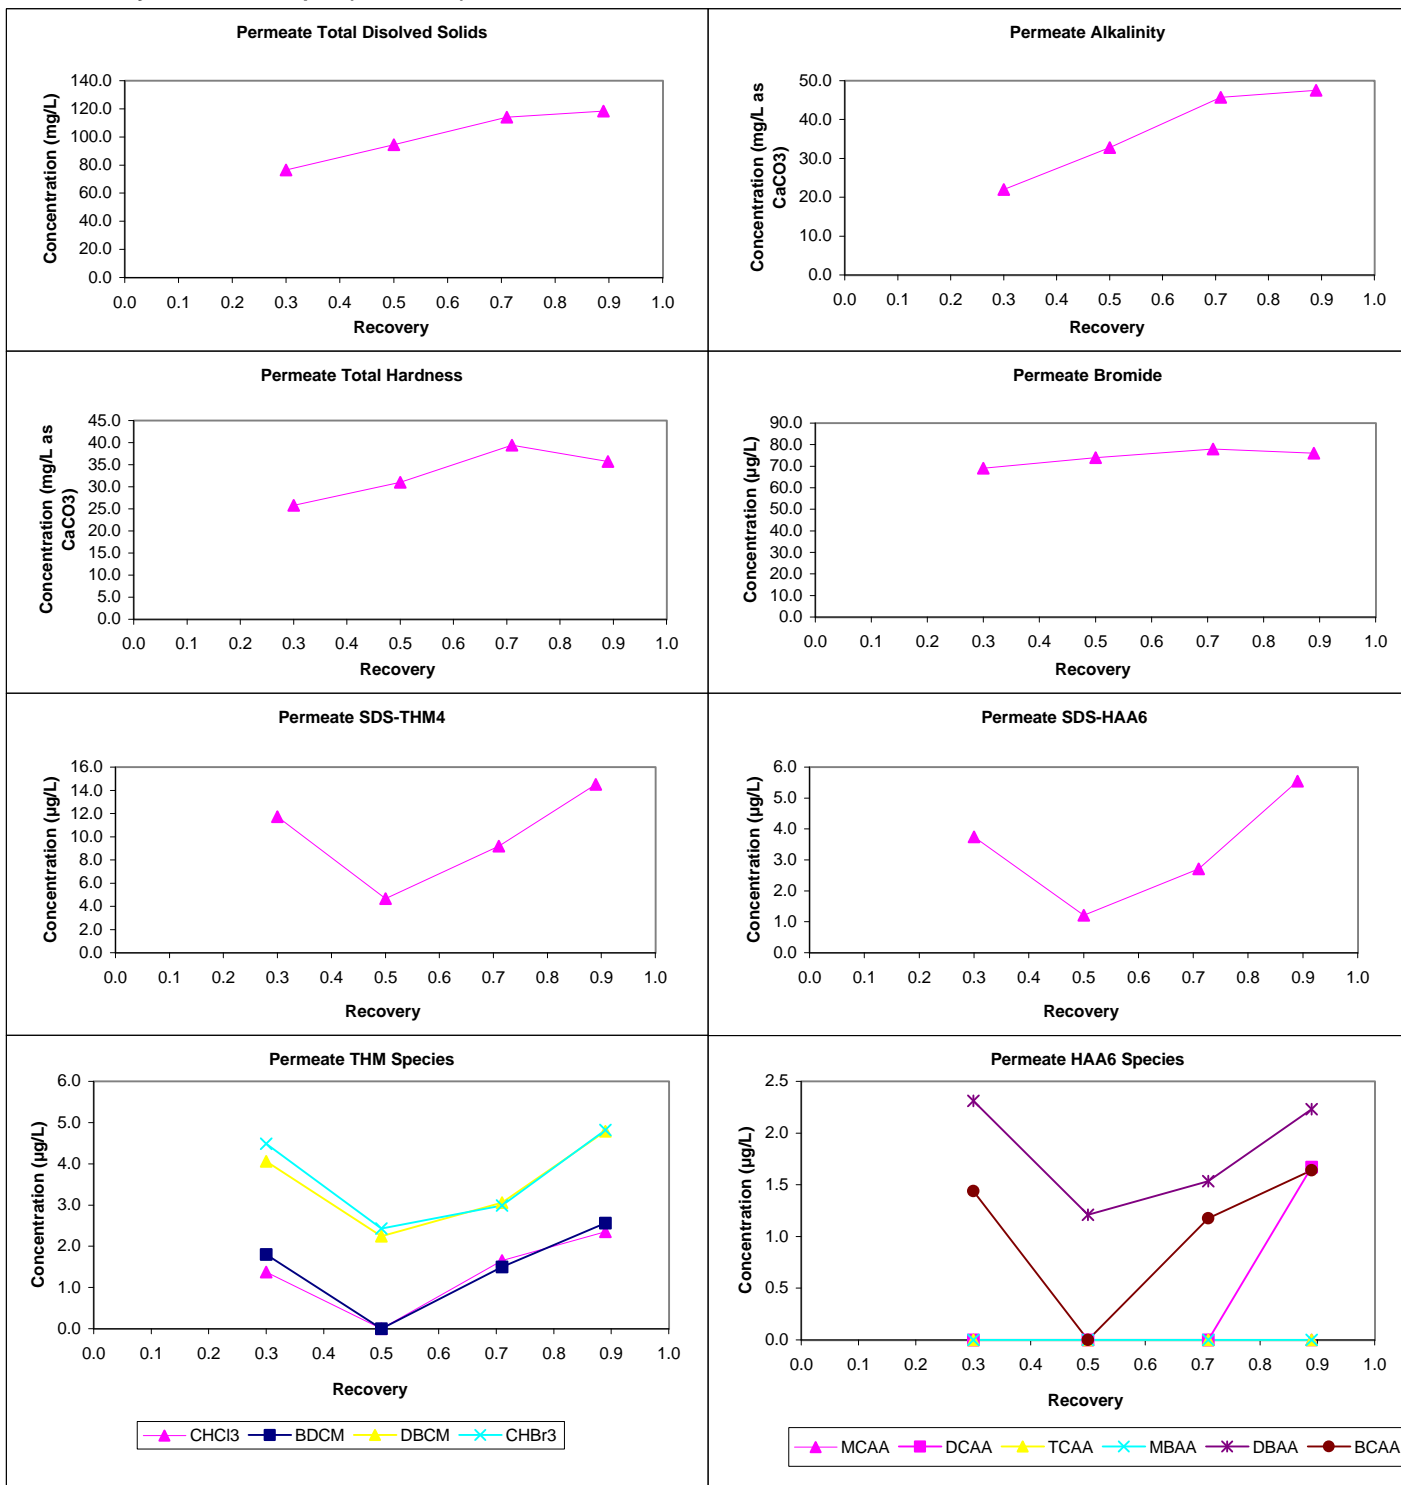 Permeate Total Disolved Solids
Concentration (mg/L)
140.0
120.0
100.0
80.0
60.0
40.0
20.0
0.0
0.0 0.1 0.2 0.3 0.4 0.5 0.6 0.7 0.8 0.9 1.0
Recovery
Permeate Alkalinity
Concentration (mg/L as
CaCO3)
50.0
40.0
30.0
20.0
10.0
0.0
0.0 0.1 0.2 0.3 0.4 0.5 0.6 0.7 0.8 0.9 1.0
Recovery
Permeate Total Hardness
Concentration (mg/L as
CaCO3)
45.0
40.0
35.0
30.0
25.0
20.0
15.0
10.0
5.0
0.0
0.0 0.1 0.2 0.3 0.4 0.5 0.6 0.7 0.8 0.9 1.0
Recovery
Permeate Bromide
Concentration (µg/L)
90.0
80.0
70.0
60.0
50.0
40.0
30.0
20.0
10.0
0.0
0.0 0.1 0.2 0.3 0.4 0.5 0.6 0.7 0.8 0.9 1.0
Recovery
Permeate SDS-THM4
Concentration (µg/L)
16.0
14.0
12.0
10.0
8.0
6.0
4.0
2.0
0.0
0.0 0.1 0.2 0.3 0.4 0.5 0.6 0.7 0.8 0.9 1.0
Recovery
Permeate SDS-HAA6
Concentration (µg/L)
6.0
5.0
4.0
3.0
2.0
1.0
0.0
0.0 0.1 0.2 0.3 0.4 0.5 0.6 0.7 0.8 0.9 1.0
Recovery
Permeate THM Species
Concentration (µg/L)
6.0
5.0
4.0
3.0
2.0
1.0
0.0
0.0 0.1 0.2 0.3 0.4 0.5 0.6 0.7 0.8 0.9 1.0
Recovery
CHCl3 BDCM DBCM CHBr3
Permeate HAA6 Species
Concentration (µg/L)
2.5
2.0
1.5
1.0
0.5
0.0
0.0 0.1 0.2 0.3 0.4 0.5 0.6 0.7 0.8 0.9 1.0
Recovery
MCAA DCAA TCAA MBAA DBAA BCAA